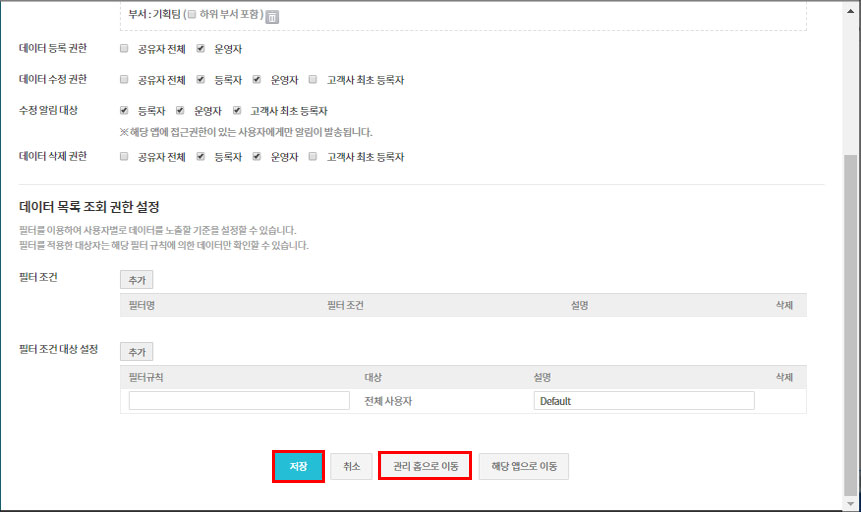 부서 : 기획팀 ( 하위 부서 포함 )
데이터 등록 권한 공유자 전체 운영자
데이터 수정 권한 공유자 전체 등록자 운영자 고객사 최초 등록자
수정 알림 대상 등록자 운영자 고객사 최초 등록자
※ 해당 앱에 접근권한이 있는 사용자에게만 알림이 발송됩니다.
데이터 삭제 권한 공유자 전체 등록자 운영자 고객사 최초 등록자
데이터 목록 조회 권한 설정
필터를 이용하여 사용자별로 데이터를 노출할 기준을 설정할 수 있습니다.
필터를 적용한 대상자는 해당 필터 규칙에 의한 데이터만 확인할 수 있습니다.
필터 조건 추가
필터명 필터 조건 설명 삭제
필터 조건 대상 설정 추가
필터규칙 대상 설명 삭제
전체 사용자 Default
저장 취소 관리 홈으로 이동 해당 앱으로 이동